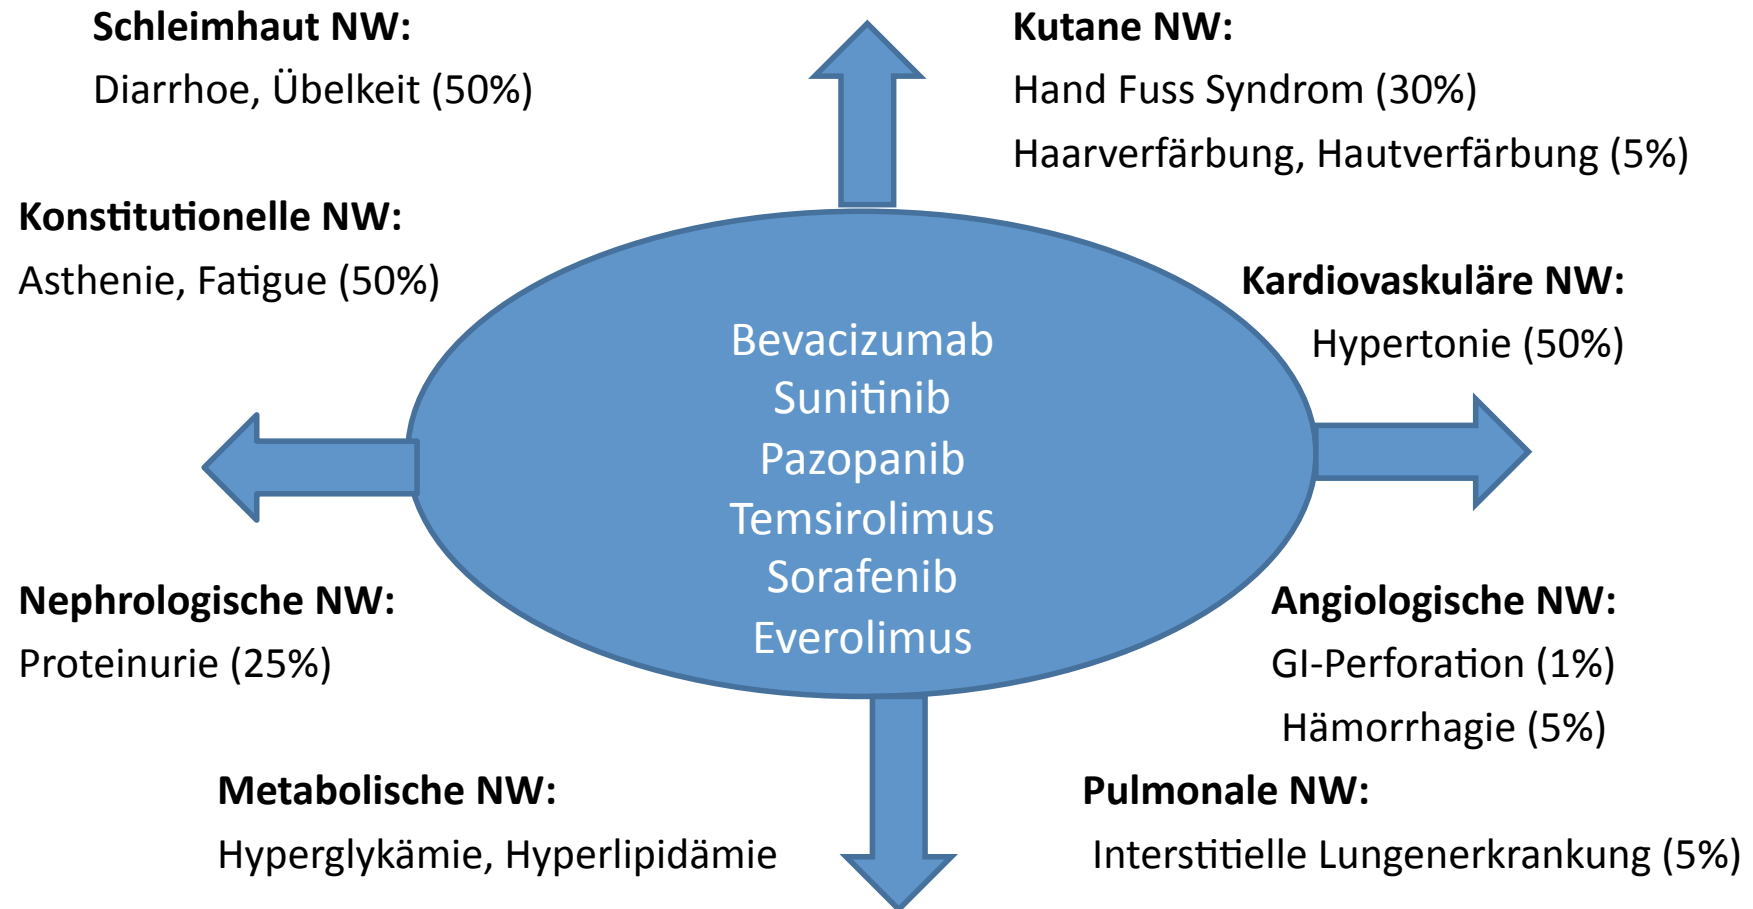 Schleimhaut NW:
Diarrhoe, Übelkeit (50%)
Kutane NW:
Hand Fuss Syndrom (30%)
Haarverfärbung, Hautverfärbung (5%)
Konstitutionelle NW:
Asthenie, Fatigue (50%)
Kardiovaskuläre NW:
Hypertonie (50%)
Bevacizumab
Sunitinib
Pazopanib
Temsirolimus
Sorafenib
Everolimus
Nephrologische NW:
Proteinurie (25%)
Angiologische NW:
GI-Perforation (1%)
Hämorrhagie (5%)
Metabolische NW:
Hyperglykämie, Hyperlipidämie
Pulmonale NW:
Interstitielle Lungenerkrankung (5%)